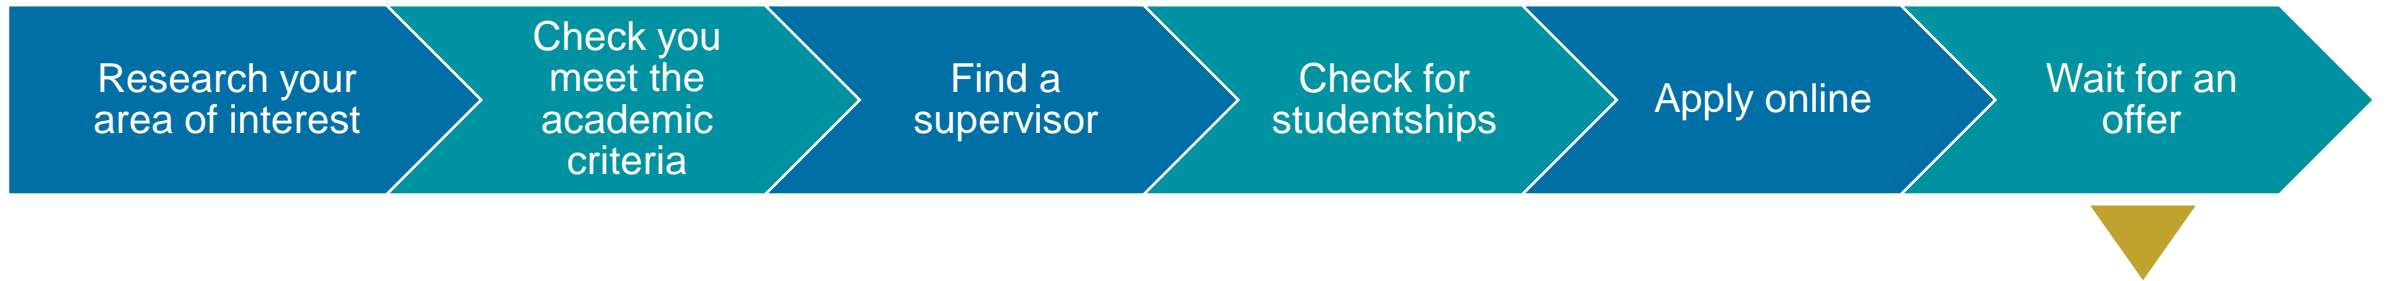 Research your
area of interest
Check you
meet the
academic
criteria
Find a
supervisor
Check for
studentships
Apply online
Wait for an
offer